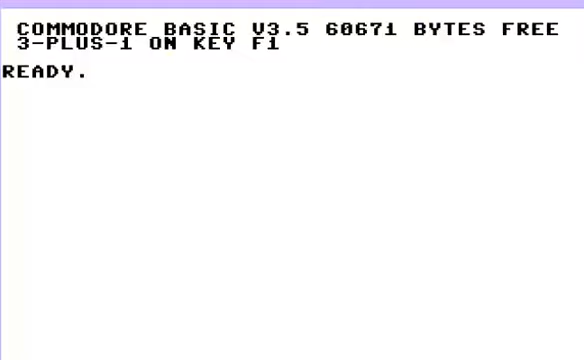 COMMODORE BASIC V3.5 60671 BYTES FREE
3-PLUS-1 ON KEY F1
READY.